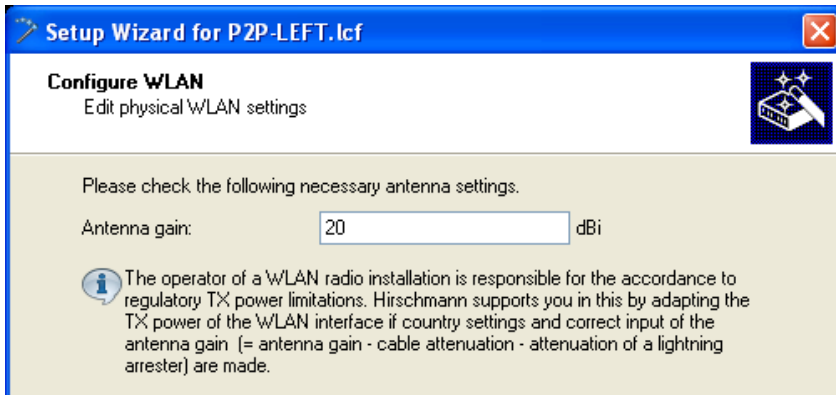 Setup Wizard for P2P-LEFT.lcf
Configure WLAN
Edit physical WLAN settings
Please check the following necessary antenna settings.
Antenna gain: 20 dBi
The operator of a WLAN radio installation is responsible for the accordance to
regulatory TX power limitations. Hirschmann supports you in this by adapting the
TX power of the WLAN interface if country settings and correct input of the
antenna gain  (= antenna gain - cable attenuation - attenuation of a lightning
arrester) are made.